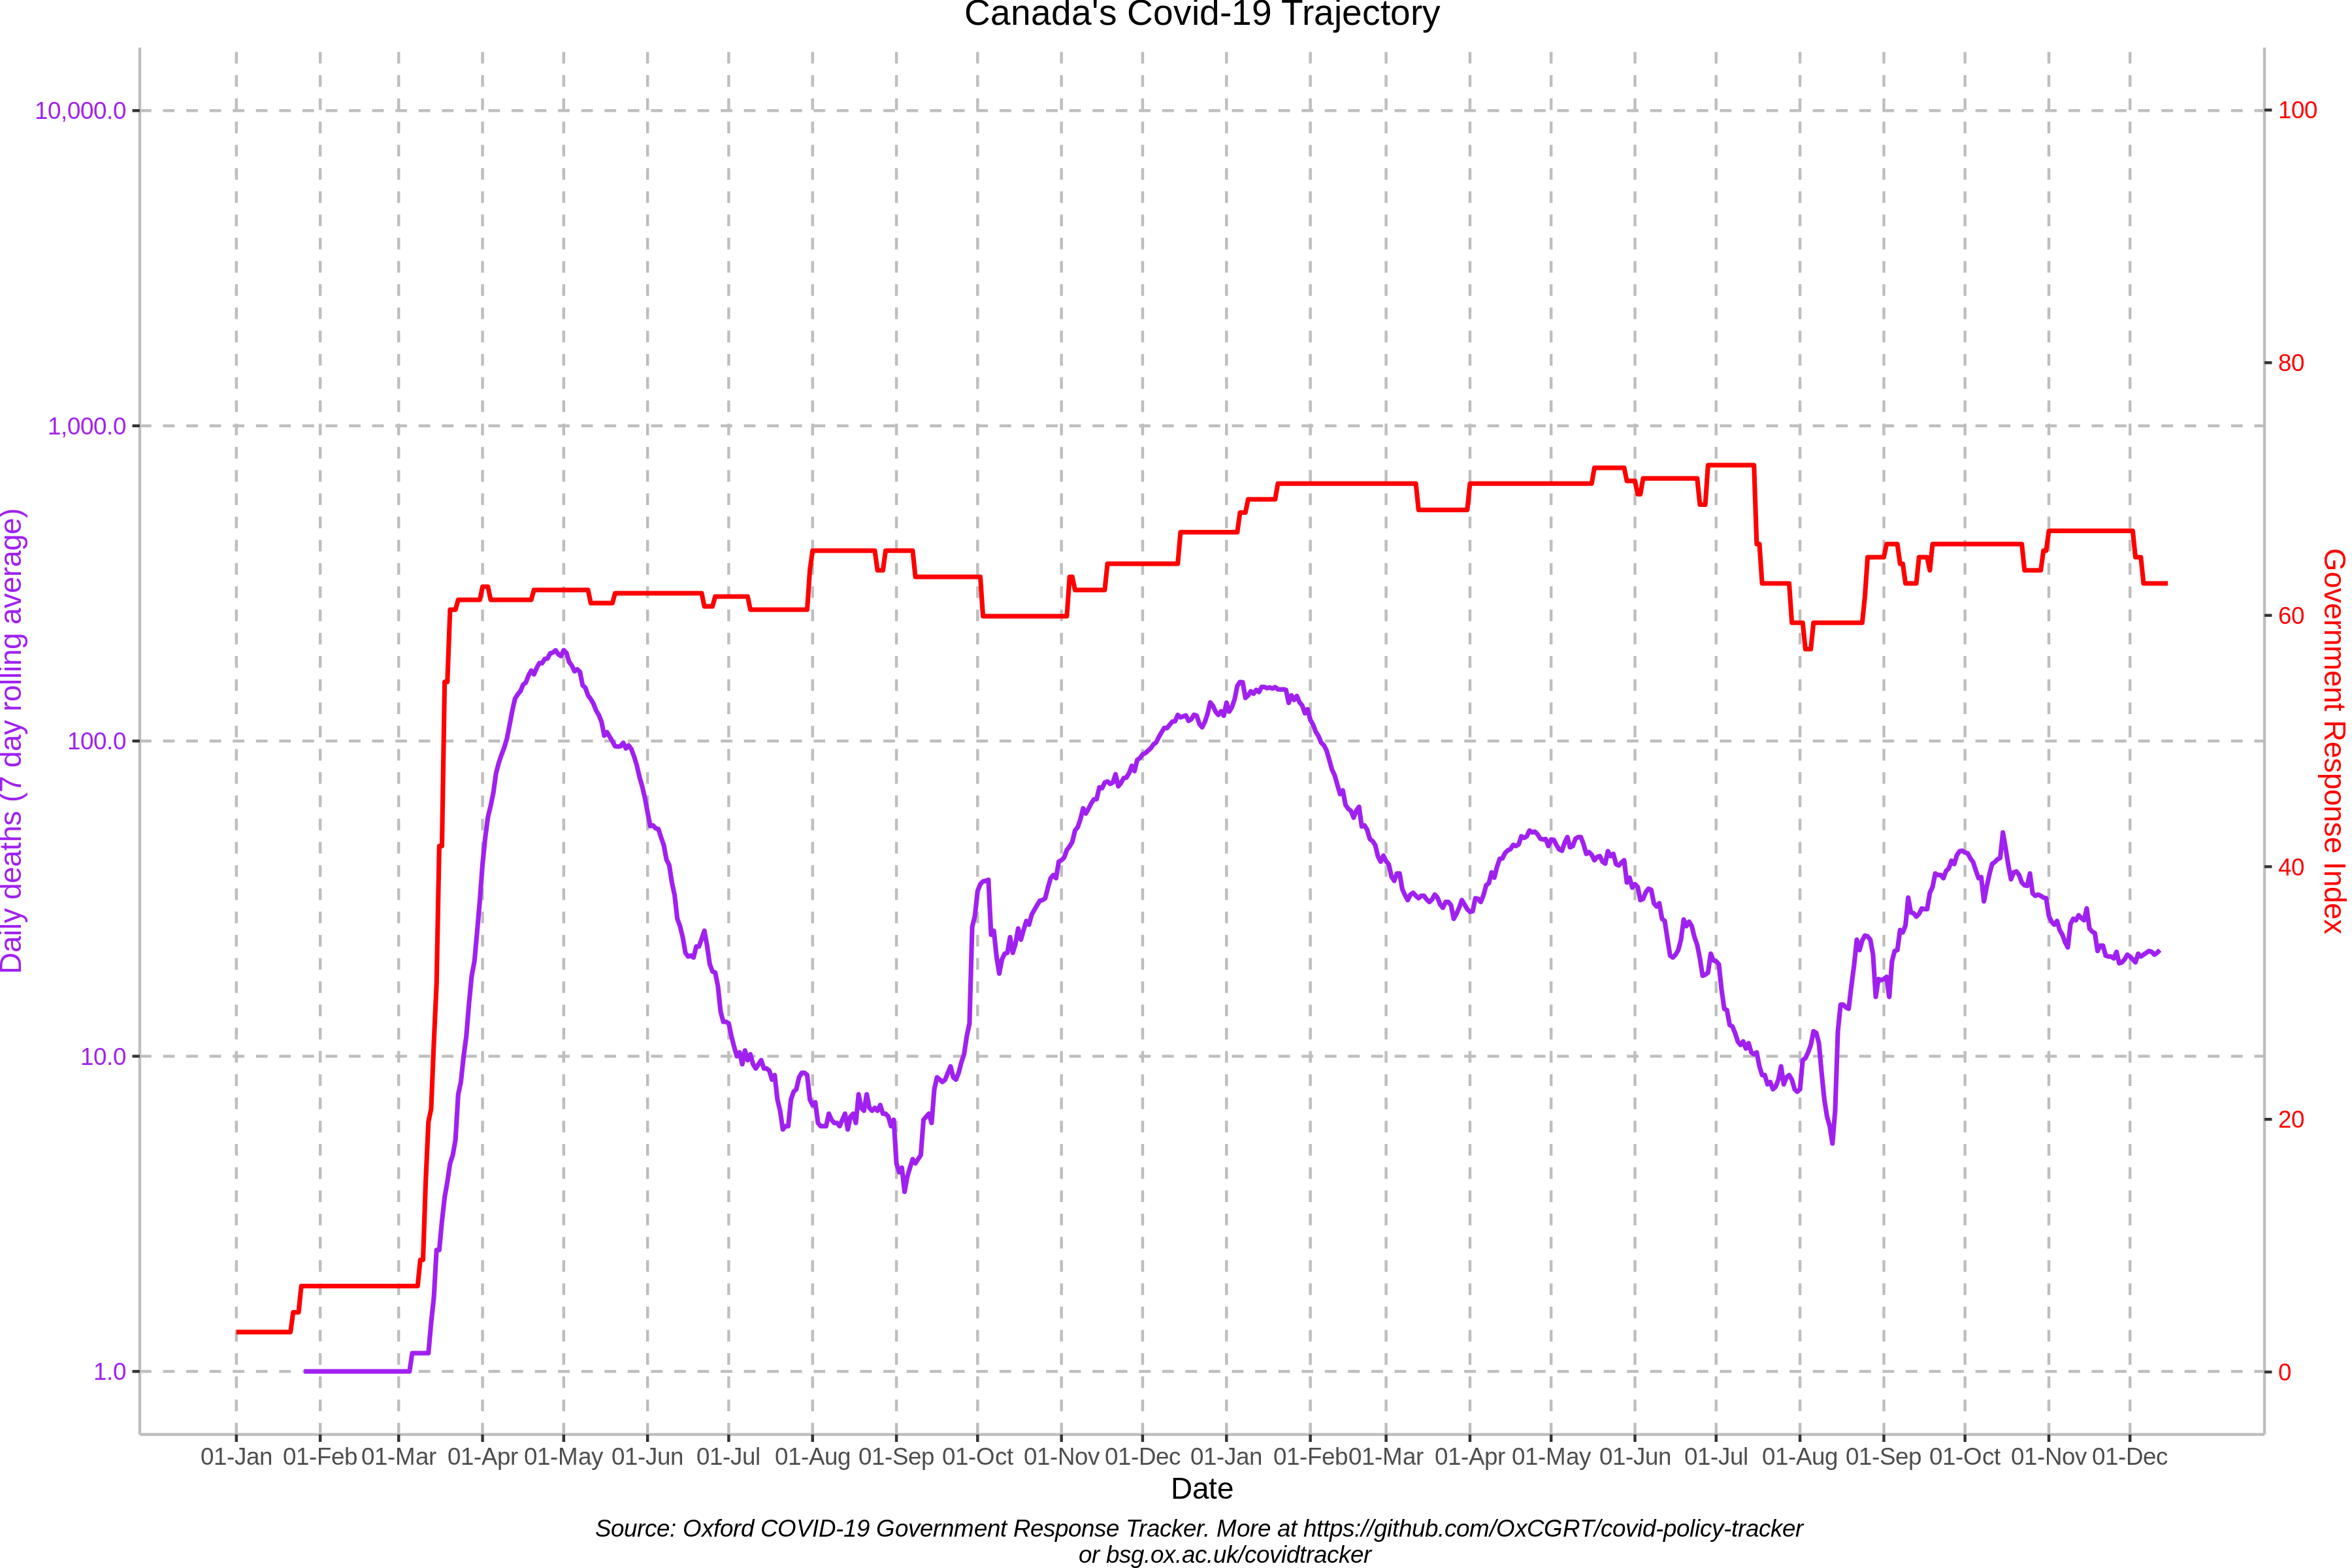 Canada's Covid-19 Trajectory
10,000.0
1,000.0
100.0
10.0
1.0
Daily deaths (7 day rolling average)
100
80
60
40
20
0
Government Response Index
01-Jan 01-Feb 01-Mar 01-Apr 01-May 01-Jun 01-Jul 01-Aug 01-Sep 01-Oct 01-Nov 01-Dec 01-Jan 01-Feb 01-Mar 01-Apr 01-May 01-Jun 01-Jul 01-Aug 01-Sep 01-Oct 01-Nov 01-Dec
Date
Source: Oxford COVID-19 Government Response Tracker. More at https://github.com/OxCGRT/covid-policy-tracker
or bsg.ox.ac.uk/covidtracker